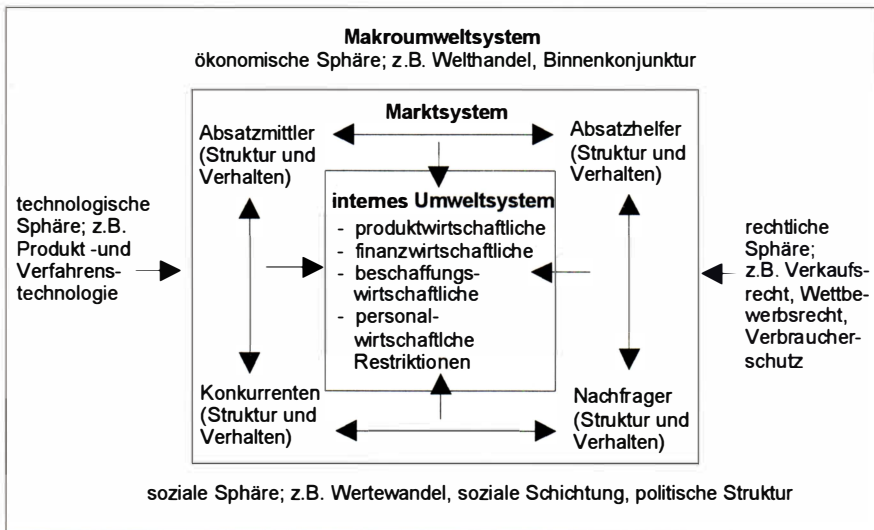 Makroumweltsystem
ökonomische Sphäre; z.B. Welthandel, Binnenkonjunktur
Marktsystem
Absatzmittler
(Struktur und
Verhalten)
Absatzhelfer
(Struktur und
Verhalten)
technologische
Sphäre; z.B.
Produkt -und
Verfahrens-
technologie
internes Umweltsystem
- produktwirtschaftliche
- finanzwirtschaftliche
- beschaffungs-
wirtschaftliche
- personal-
wirtschaftlche
Restriktionen
rechtliche
Sphäre;
z.B. Verkaufs-
recht, Wettbe-
werbsrecht,
Verbraucher-
schutz
Konkurrenten
(Struktur und
Verhalten)
Nachfrager
(Struktur und
Verhalten)
soziale Sphäre; z.B. Wertewandel, soziale Schichtung, politische Struktur